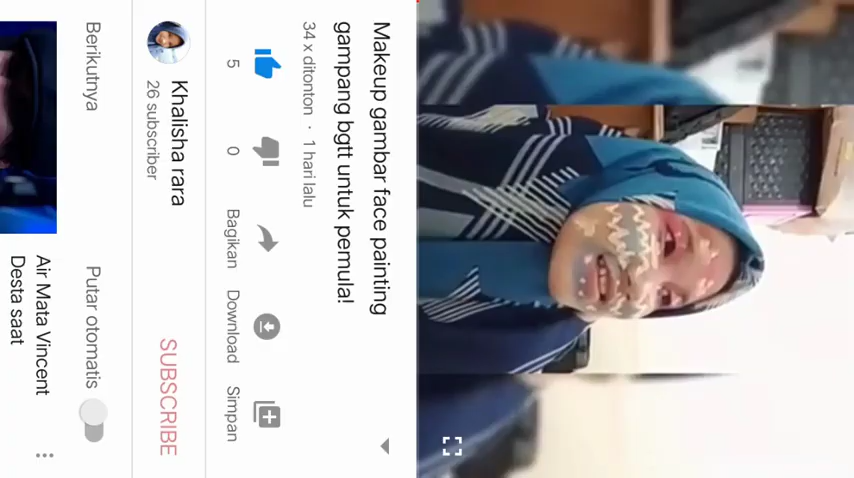 Makeup gambar face painting
gampang bgtt untuk pemula!
34 x ditonton · 1 hari lalu
5
0
Bagikan
Download
Simpan
Khalisha rara
26 subscriber
SUBSCRIBE
Berikutnya
Putar otomatis
Air Mata Vincent
Desta saat